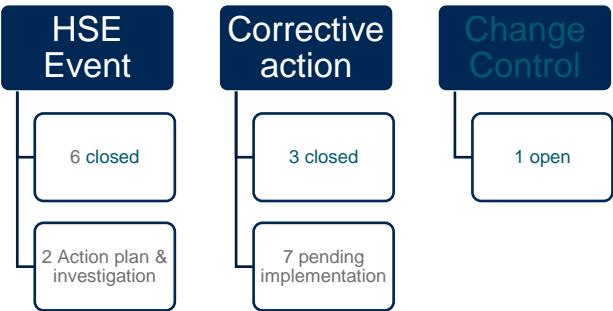 HSE
Event
6 closed
2 Action plan &
investigation
Corrective
action
3 closed
7 pending
implementation
Change
Control
1 open